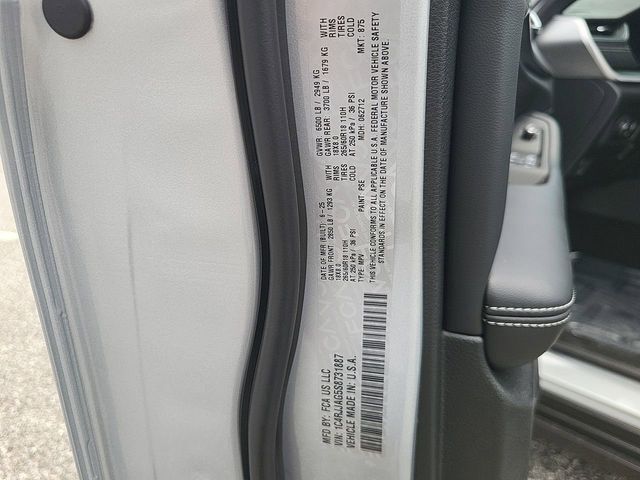 MFD BY: FCA US LLC
DATE OF MFR (BUILT): 6-25
GVWR: 6500 LB / 2949 KG
GAWR FRONT: 2850 LB / 1293 KG
WITH
18X8.0
RIMS
265/60R18 110H
TIRES
AT 250 kPa / 36 PSI
COLD
GAWR REAR: 3700 LB / 1679 KG
WITH
18X8.0
RIMS
265/60R18 110H
TIRES
AT 250 kPa / 36 PSI
COLD
VIN: 1C4RJJAG5S8731887
TYPE: MPV
PAINT: PSE
MDH: 062712
MKT: 875
VEHICLE MADE IN: U.S.A.
THIS VEHICLE CONFORMS TO ALL APPLICABLE U.S.A. FEDERAL MOTOR VEHICLE SAFETY
STANDARDS IN EFFECT ON THE DATE OF MANUFACTURE SHOWN ABOVE.